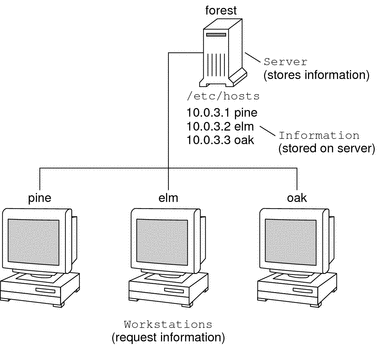 forest
Server
(stores information)
/etc/hosts
10.0.3.1 pine
10.0.3.2 elm
10.0.3.3 oak
Information
(stored on server)
pine
elm
oak
Workstations
(request information)